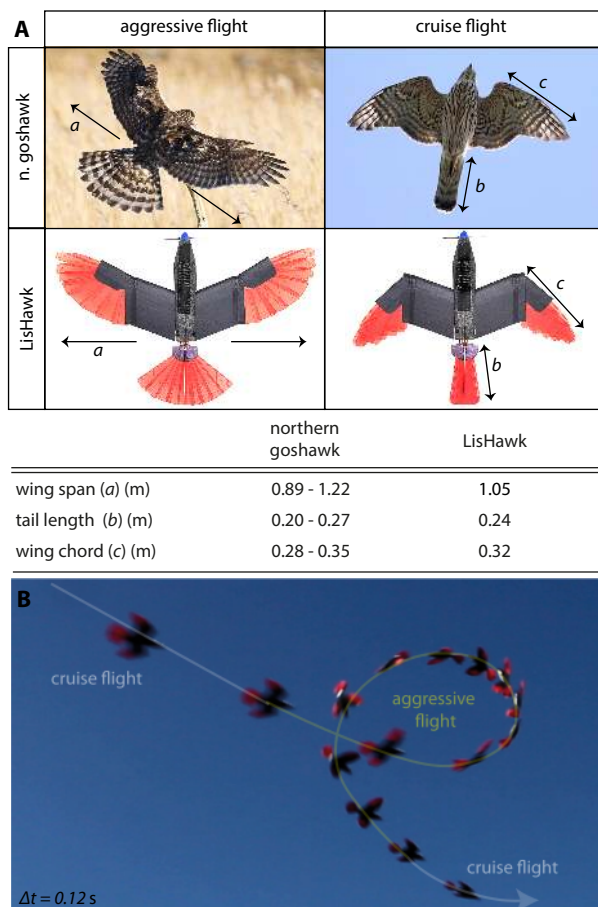 A
aggressive flight
cruise flight
n. goshawk
a
c
b
LisHawk
a
c
b
northern
goshawk
LisHawk
wing span (a) (m) 0.89 - 1.22 1.05
tail length (b) (m) 0.20 - 0.27 0.24
wing chord (c) (m) 0.28 - 0.35 0.32
B
cruise flight
aggressive
flight
cruise flight
Δt = 0.12 s